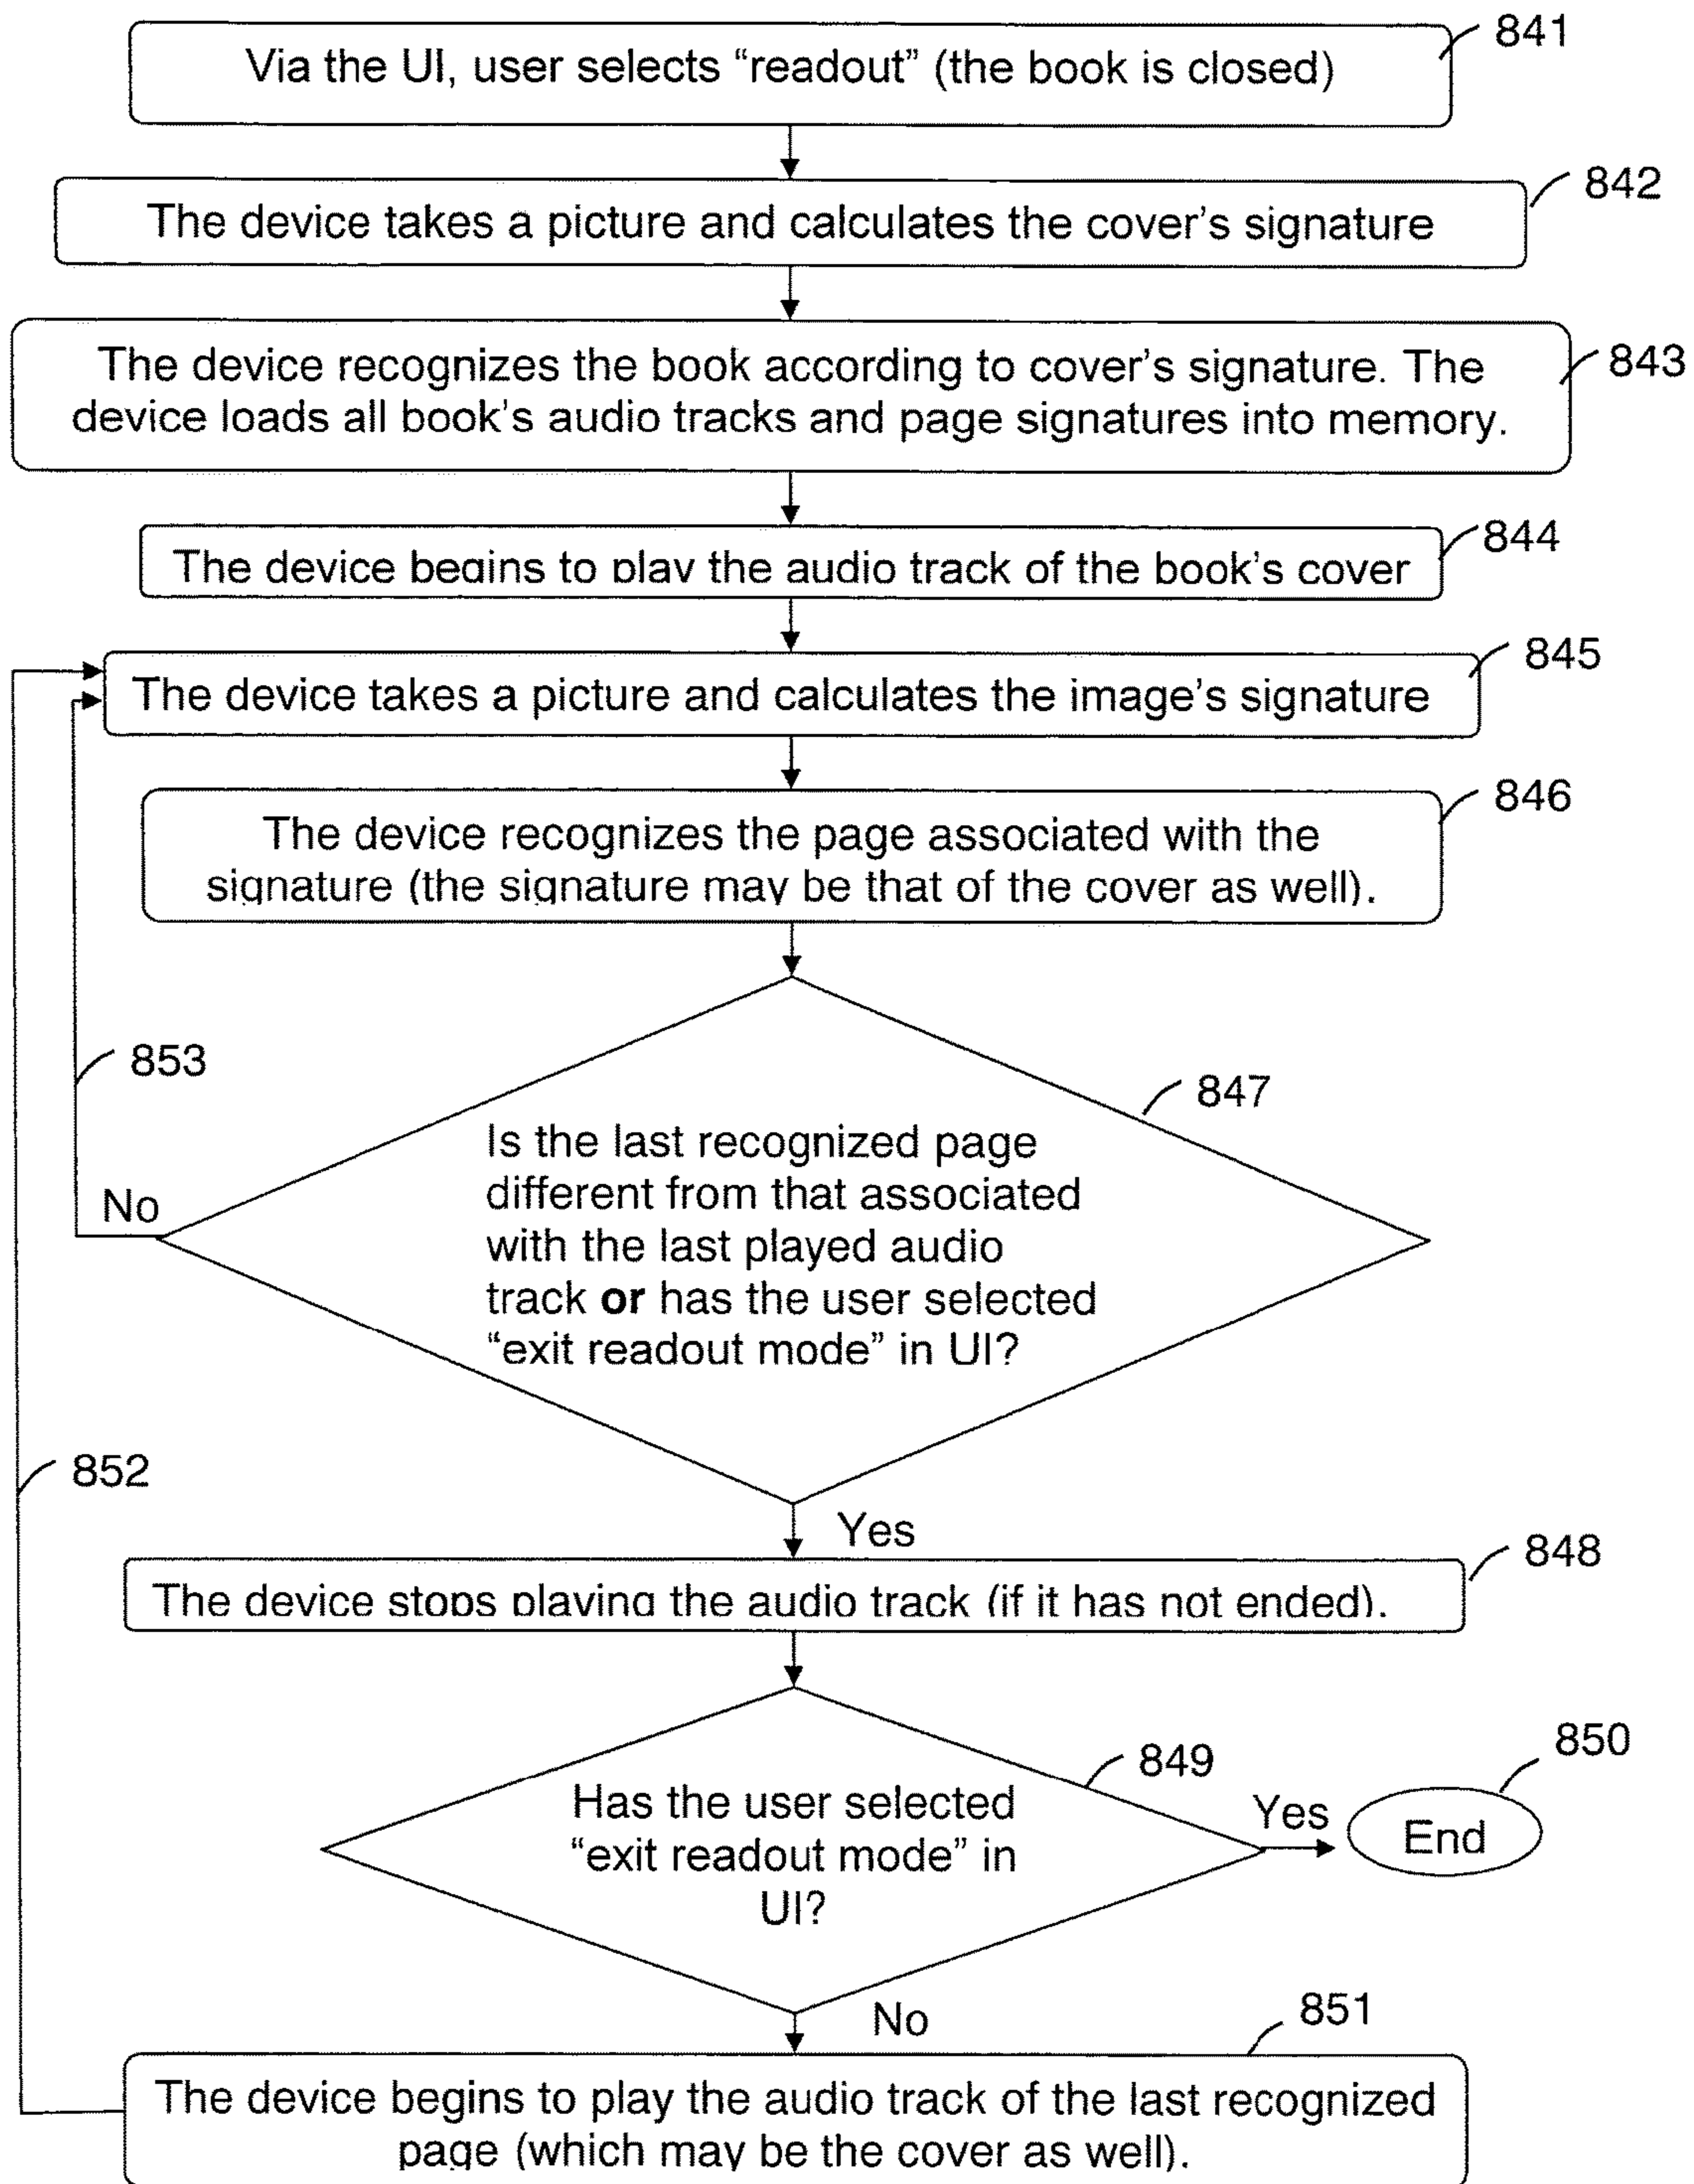 841
Via the UI, user selects “readout” (the book is closed)
842
The device takes a picture and calculates the cover’s signature
843
The device recognizes the book according to cover’s signature. The
device loads all book’s audio tracks and page signatures into memory.
844
The device begins to play the audio track of the book’s cover
845
The device takes a picture and calculates the image’s signature
846
The device recognizes the page associated with the
signature (the signature may be that of the cover as well).
853
847
Is the last recognized page
different from that associated
with the last played audio
track or has the user selected
“exit readout mode” in UI?
No
852
Yes
848
The device stops playing the audio track (if it has not ended).
849
850
Has the user selected
“exit readout mode” in
UI?
Yes
End
No
851
The device begins to play the audio track of the last recognized
page (which may be the cover as well).